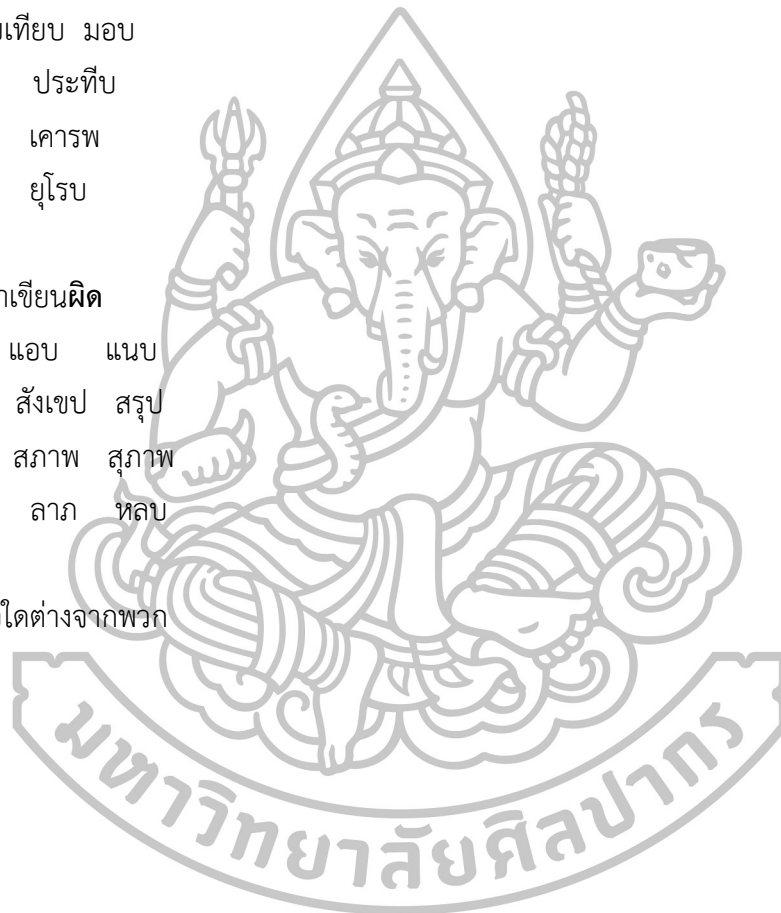 เทียบ มอบ
ประทีบ
เคารพ
ยุโรบ
เขียนผิด
แอบ แนบ
สังเขป สรุป
สภาพ สุภาพ
ลาภ หลบ
ใดต่างจากพวก
มหาวิทยาลัยศิลปากร